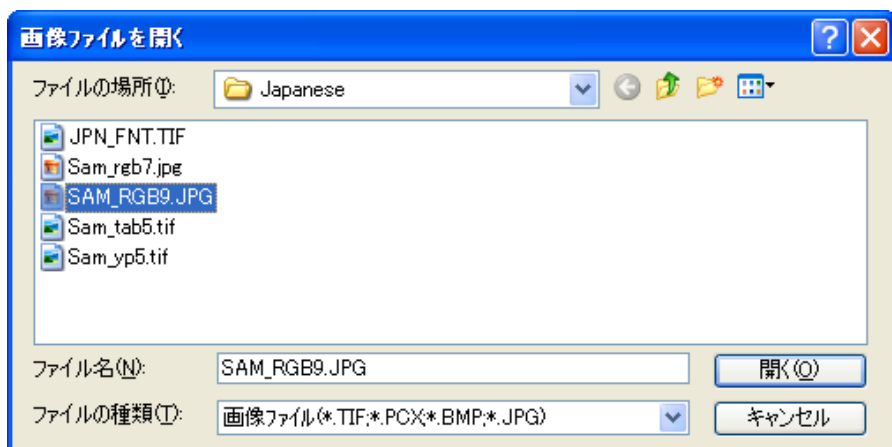 画像ファイルを開く
ファイルの場所(I):
Japanese
JPN_FNT.TIF
Sam_rgb7.jpg
SAM_RGB9.JPG
Sam_tab5.tif
Sam_yp5.tif
ファイル名(N):
SAM_RGB9.JPG
開く(O)
ファイルの種類(T):
画像ファイル(*.TIF;*.PCX;*.BMP;*.JPG)
キャンセル